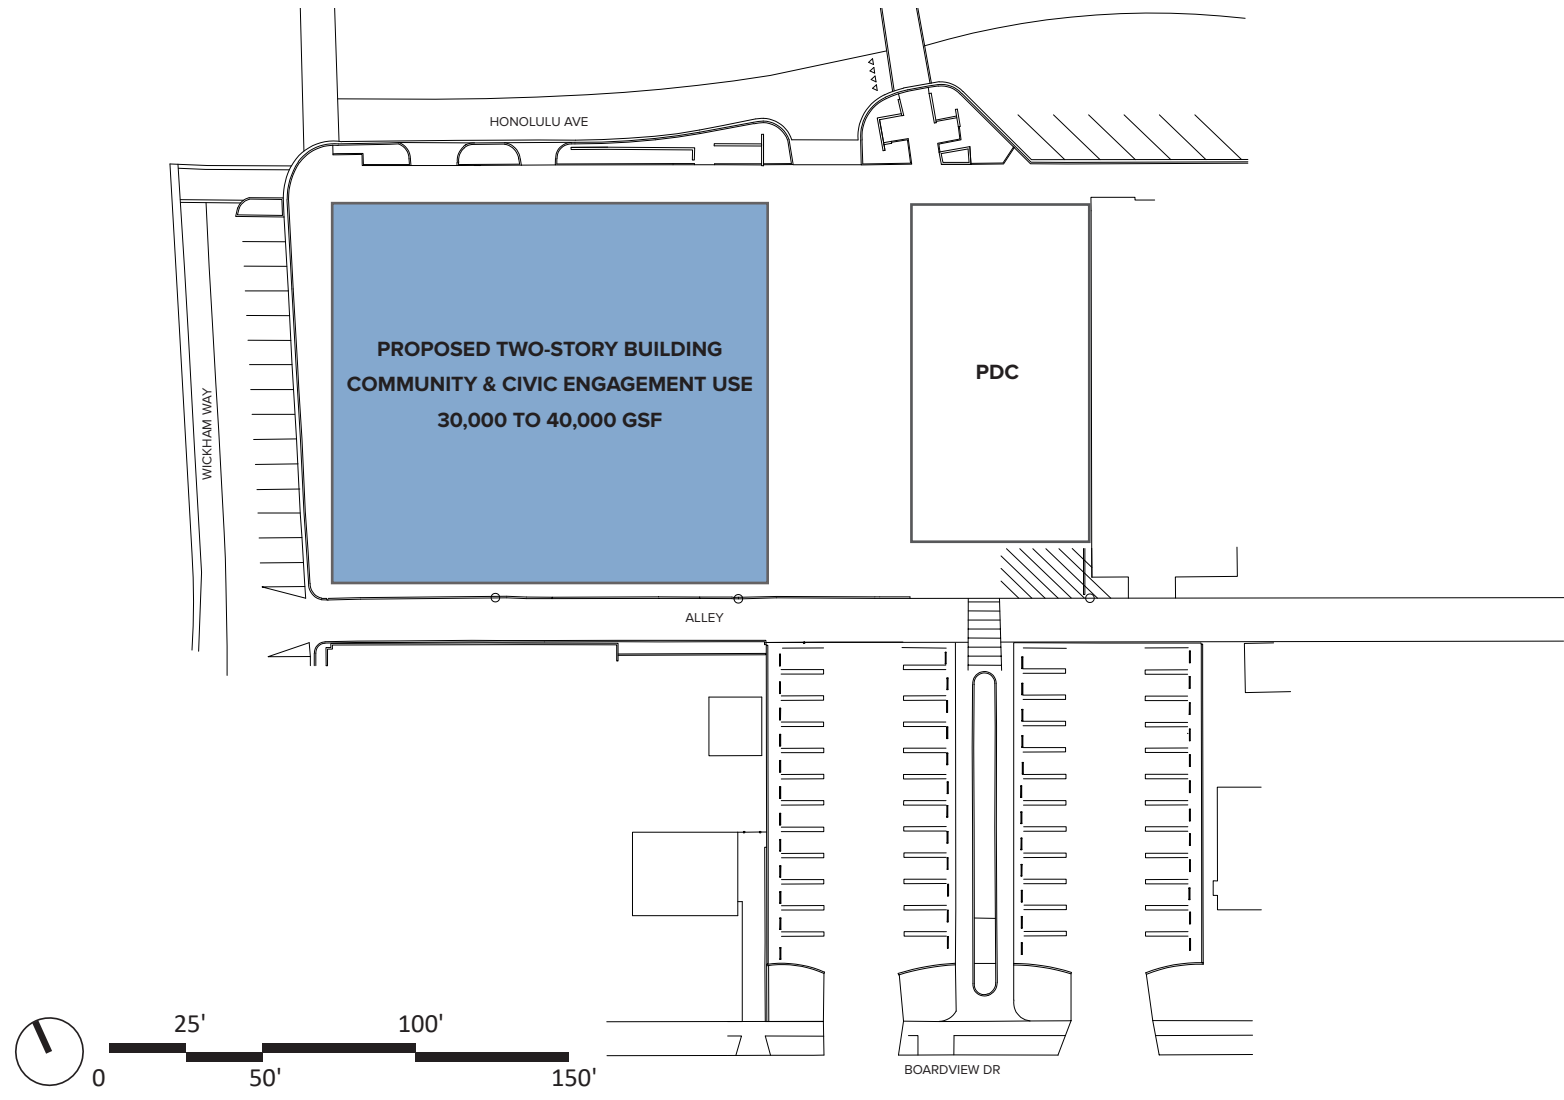 HONOLULU AVE
PROPOSED TWO-STORY BUILDING
COMMUNITY & CIVIC ENGAGEMENT USE
30,000 TO 40,000 GSF
PDC
WICKHAM WAY
ALLEY
25'
100'
0
50'
150'
BOARDVIEW DR